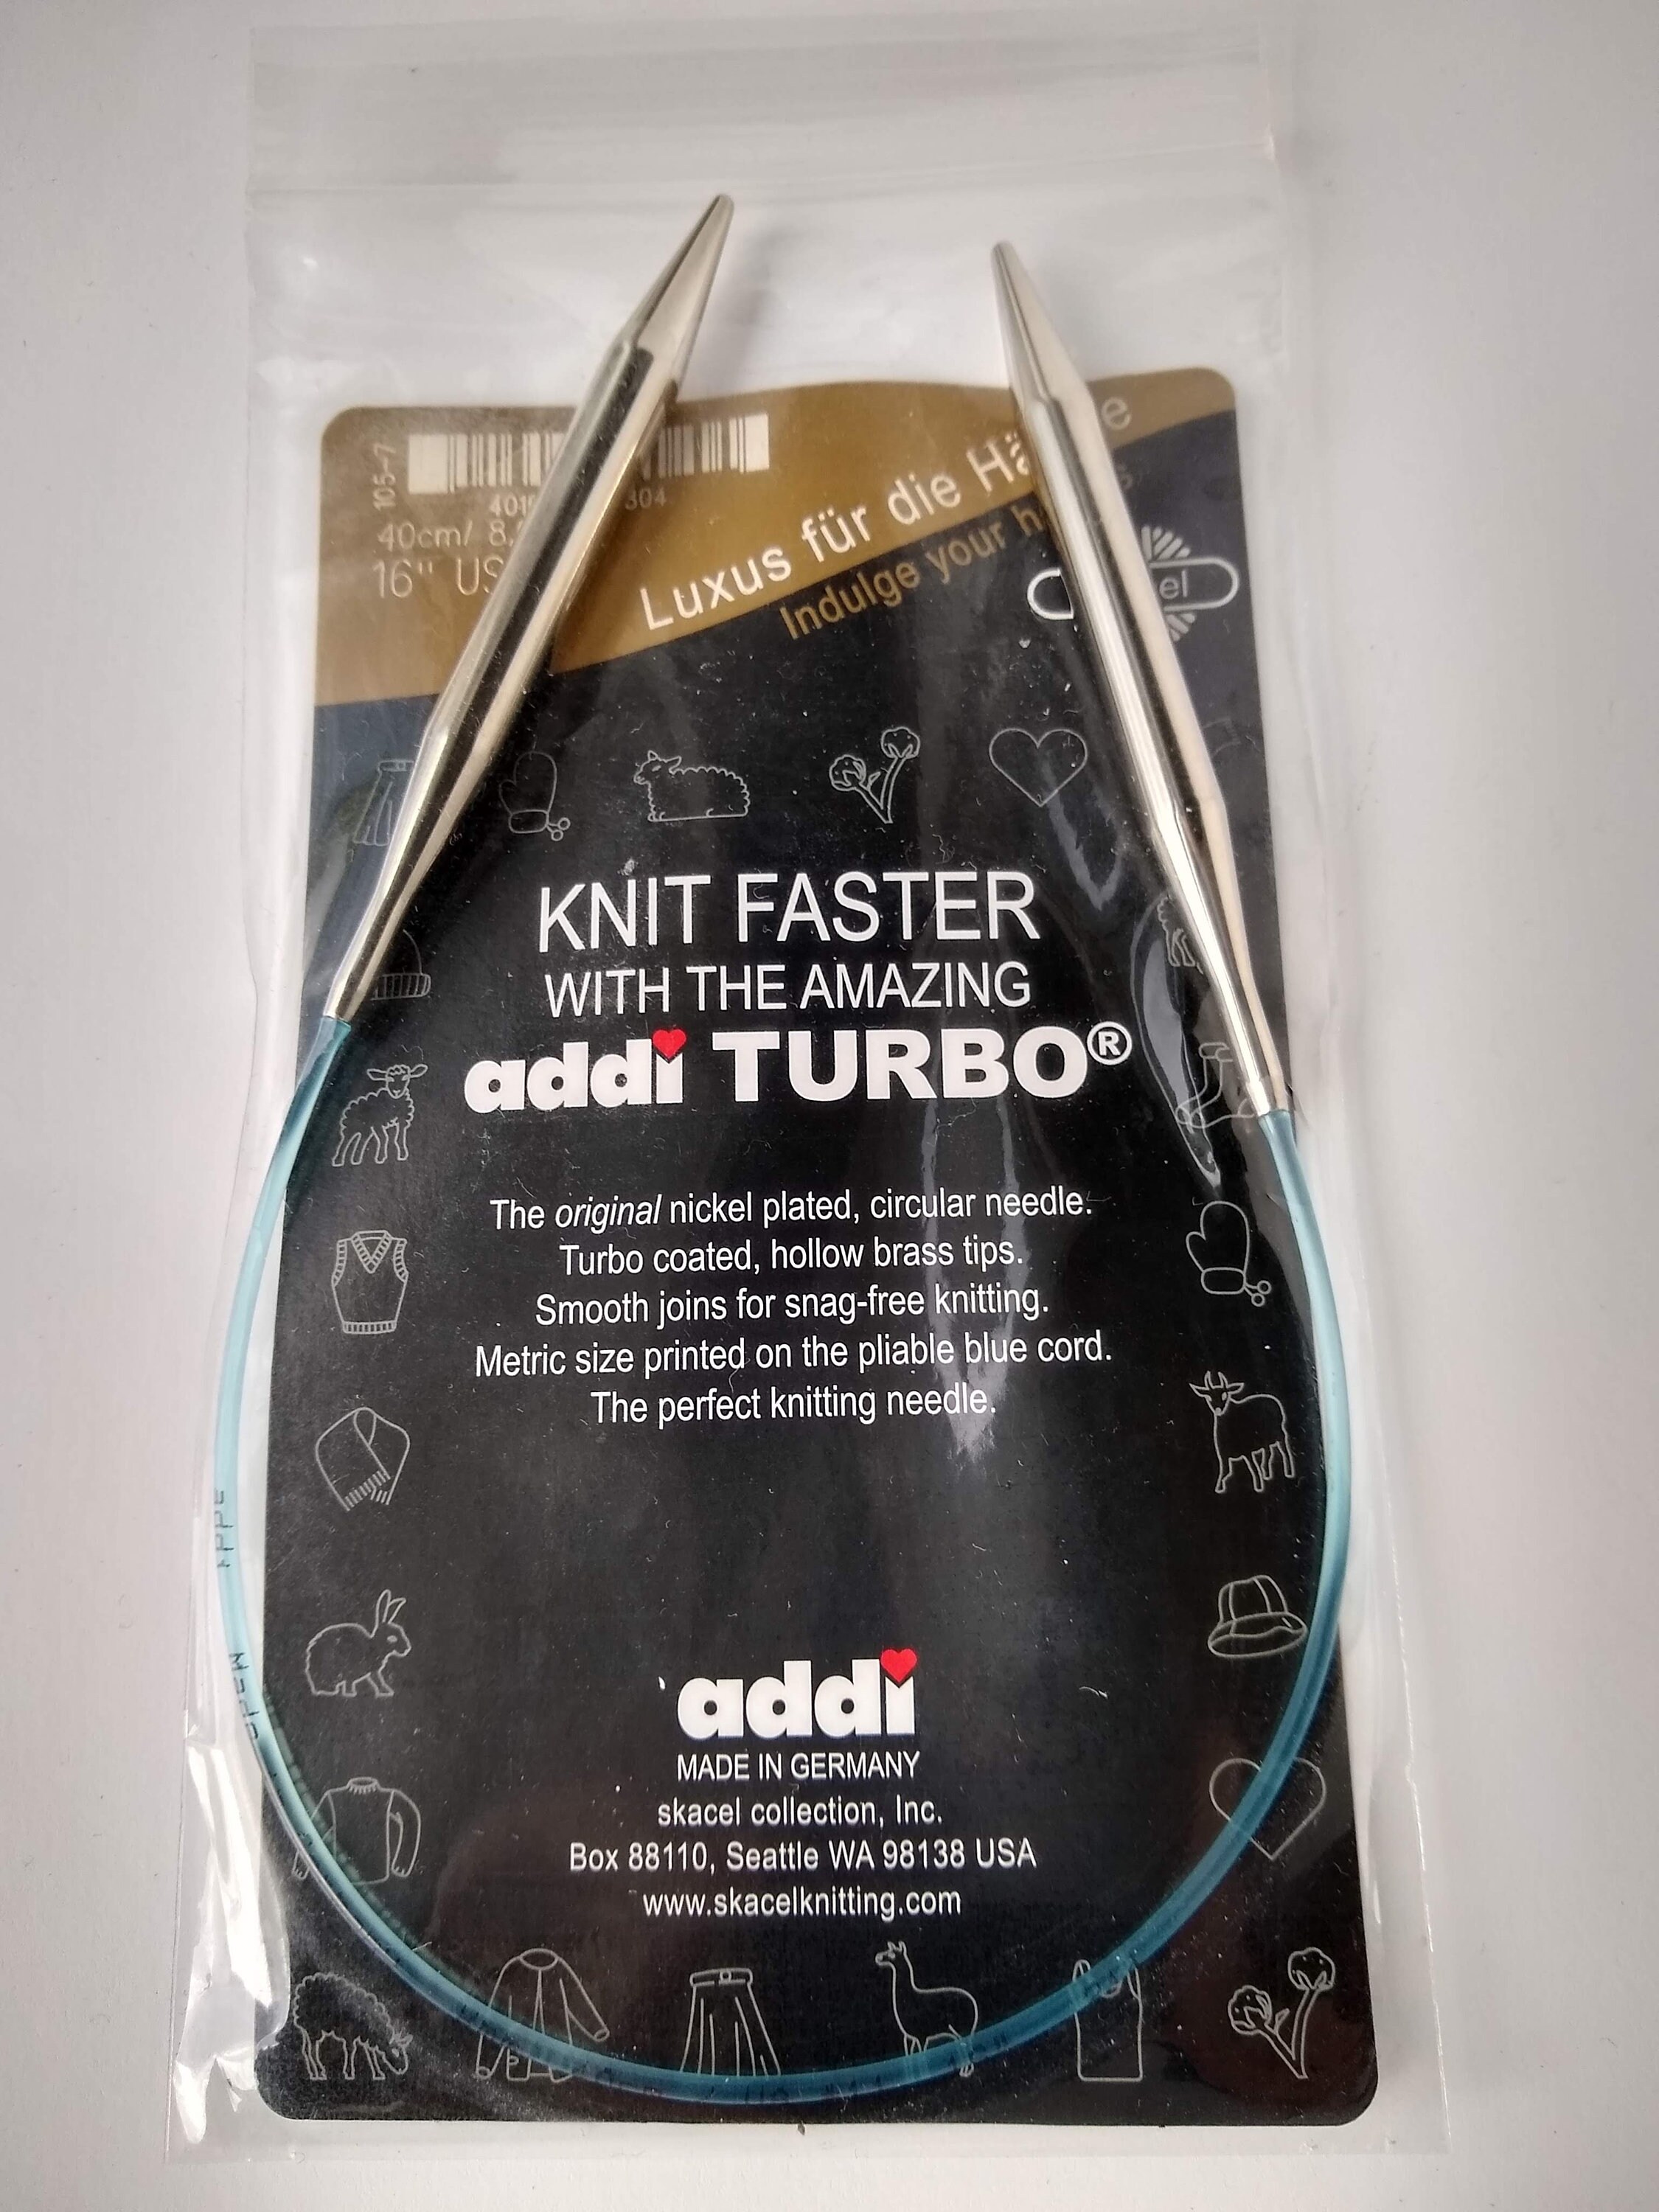 105-7
40cm/ 8,
16" US
Luxus für die
Indulge your
KNIT FASTER
WITH THE AMAZING
addi TURBO®
The original nickel plated, circular needle.
Turbo coated, hollow brass tips.
Smooth joins for snag-free knitting.
Metric size printed on the pliable blue cord.
The perfect knitting needle.
addi
MADE IN GERMANY
skacel collection, Inc.
Box 88110, Seattle WA 98138 USA
www.skacelknitting.com